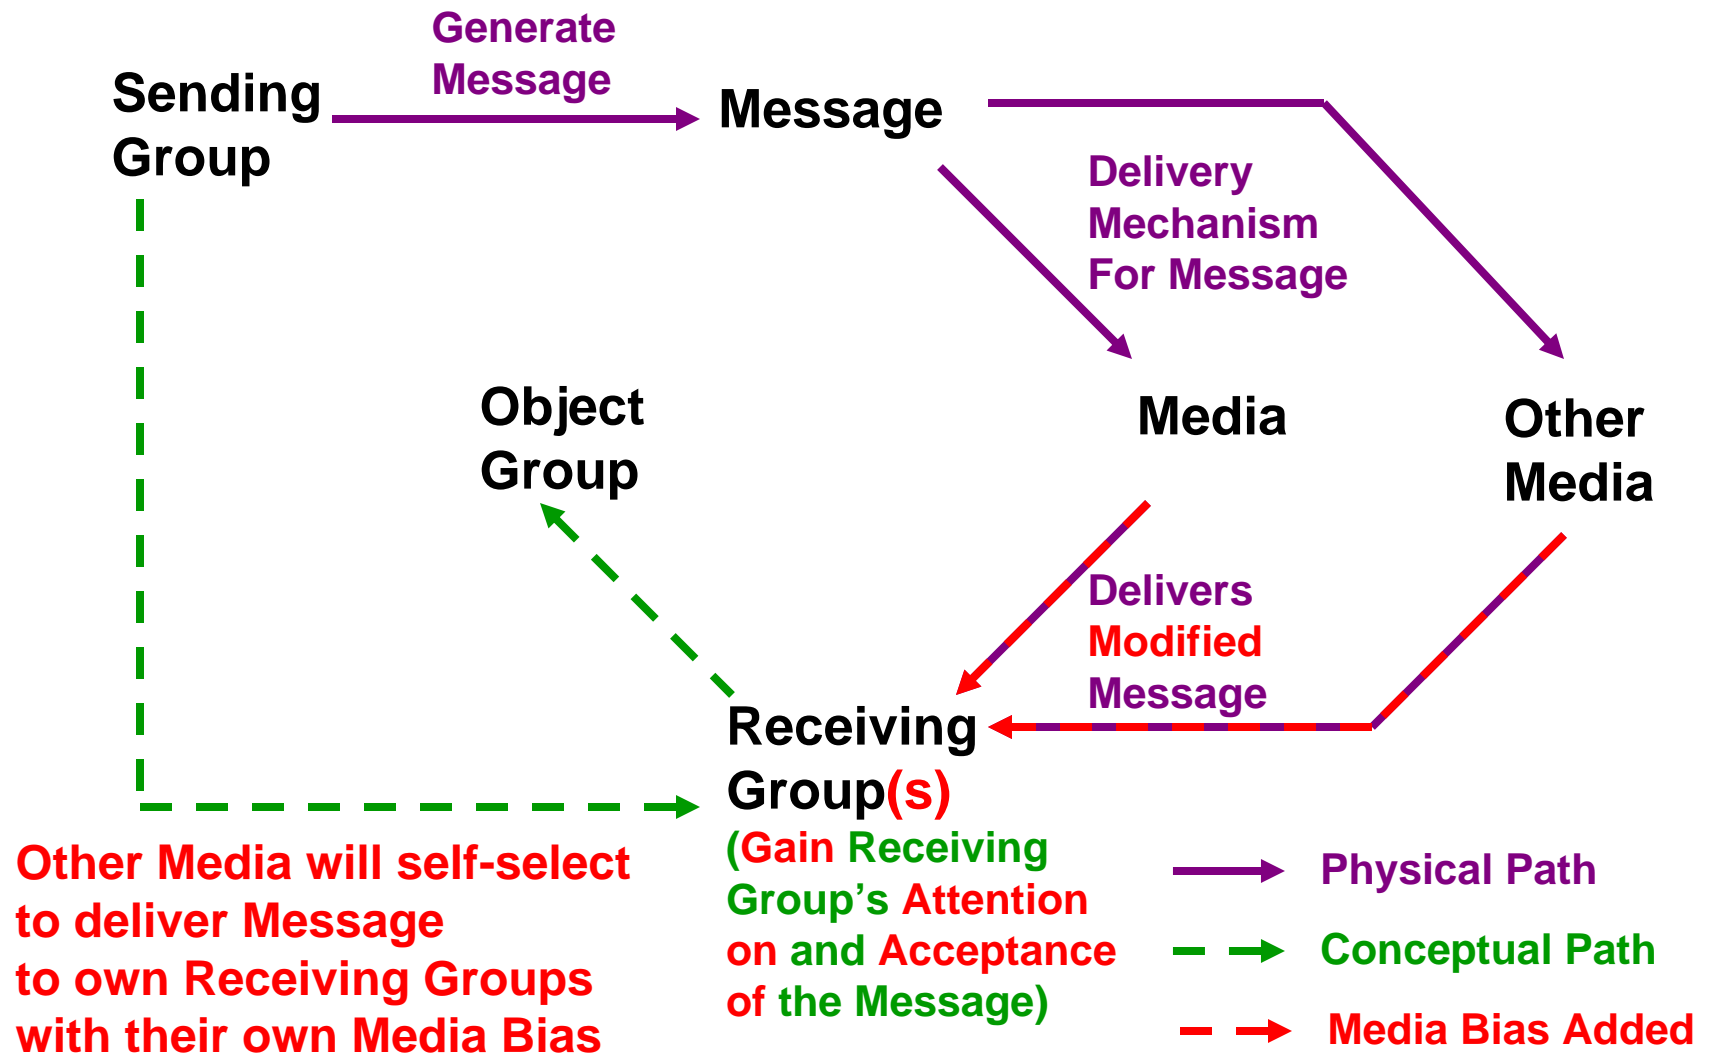 Generate
Message
Sending
Group
Message
Delivery
Mechanism
For Message
Object
Group
Media
Other
Media
Delivers
Modified
Message
Receiving
Group(s)
(Gain Receiving
Group’s Attention
on and Acceptance
of the Message)
Other Media will self-select
to deliver Message
to own Receiving Groups
with their own Media Bias
Physical Path
Conceptual Path
Media Bias Added